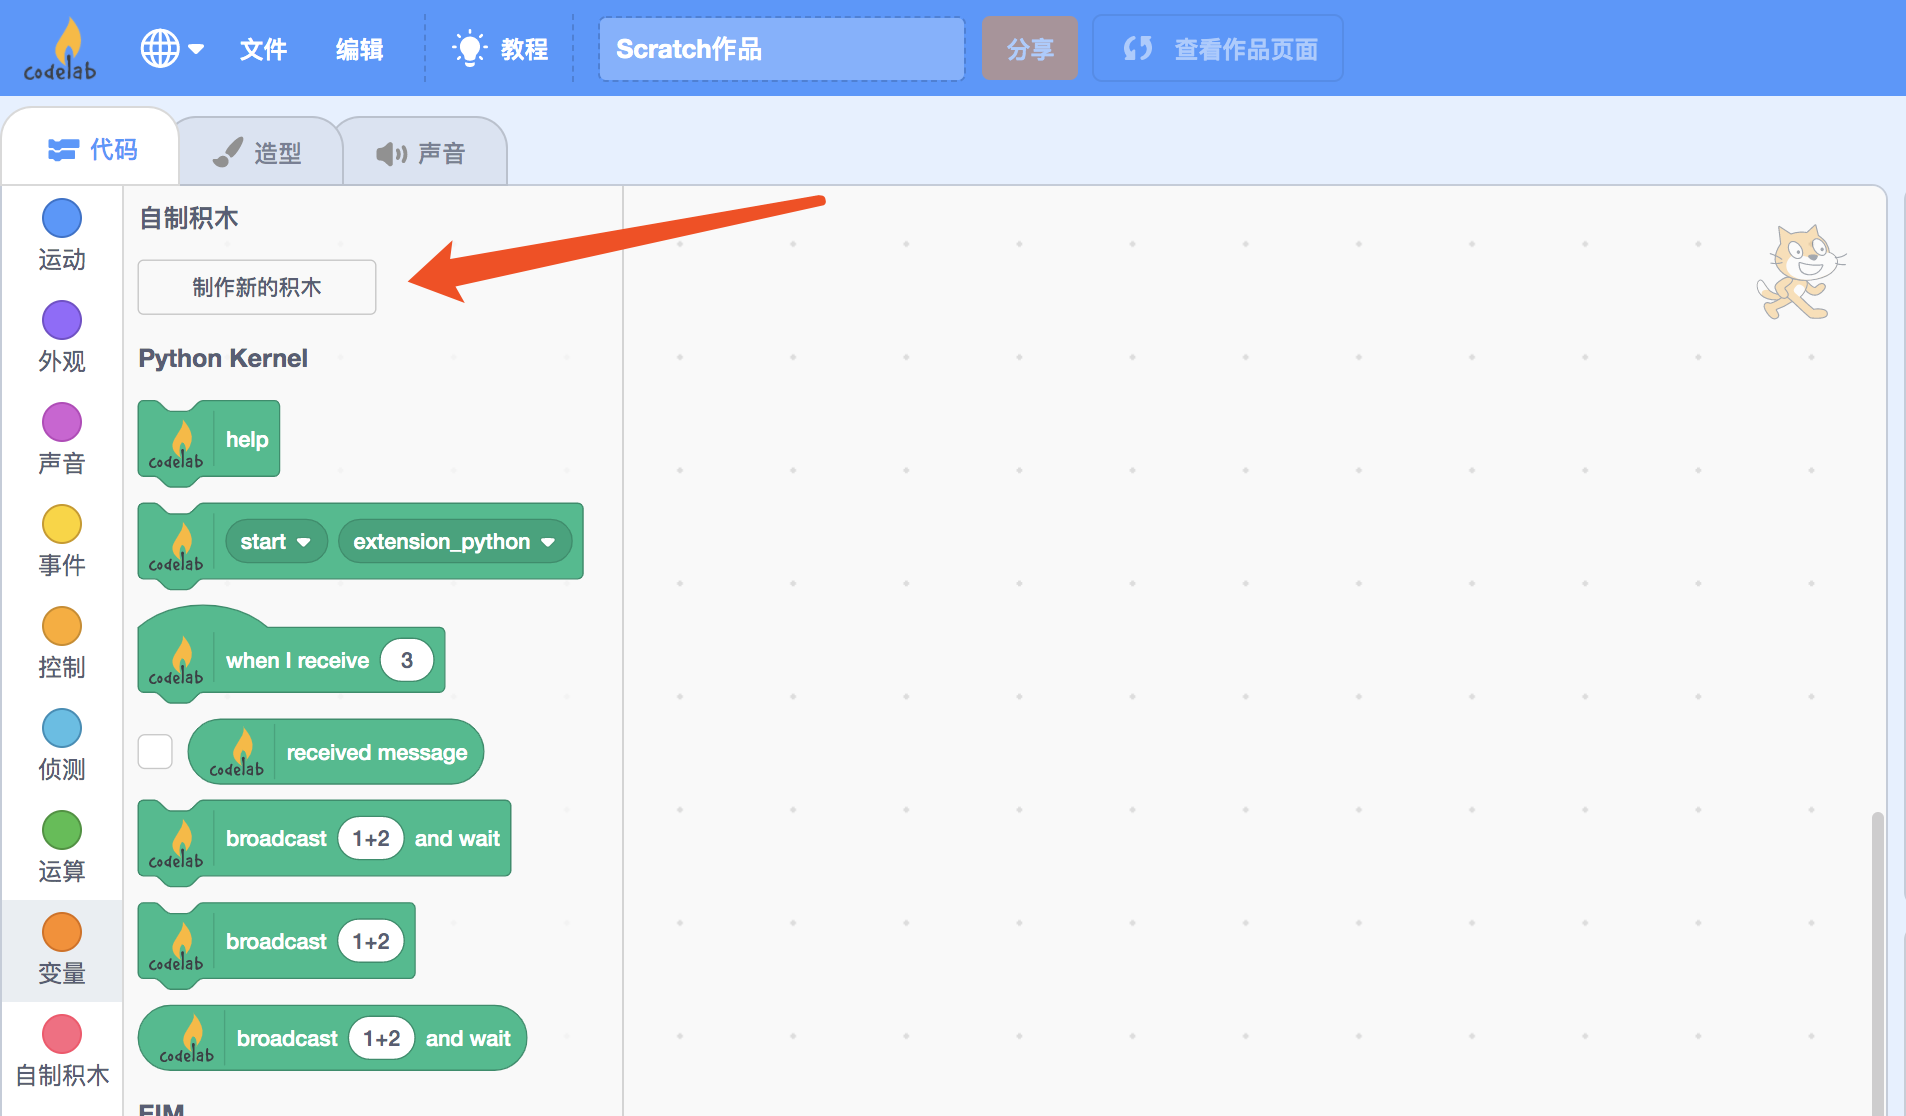 codelab
文件
编辑
教程
Scratch作品
分享
查看作品页面
代码
造型
声音
运动
外观
声音
事件
控制
侦测
运算
变量
自制积木
自制积木
制作新的积木
Python Kernel
codelab help
codelab start extension_python
codelab when I receive 3
codelab received message
codelab broadcast 1+2 and wait
codelab broadcast 1+2
codelab broadcast 1+2 and wait
EIM